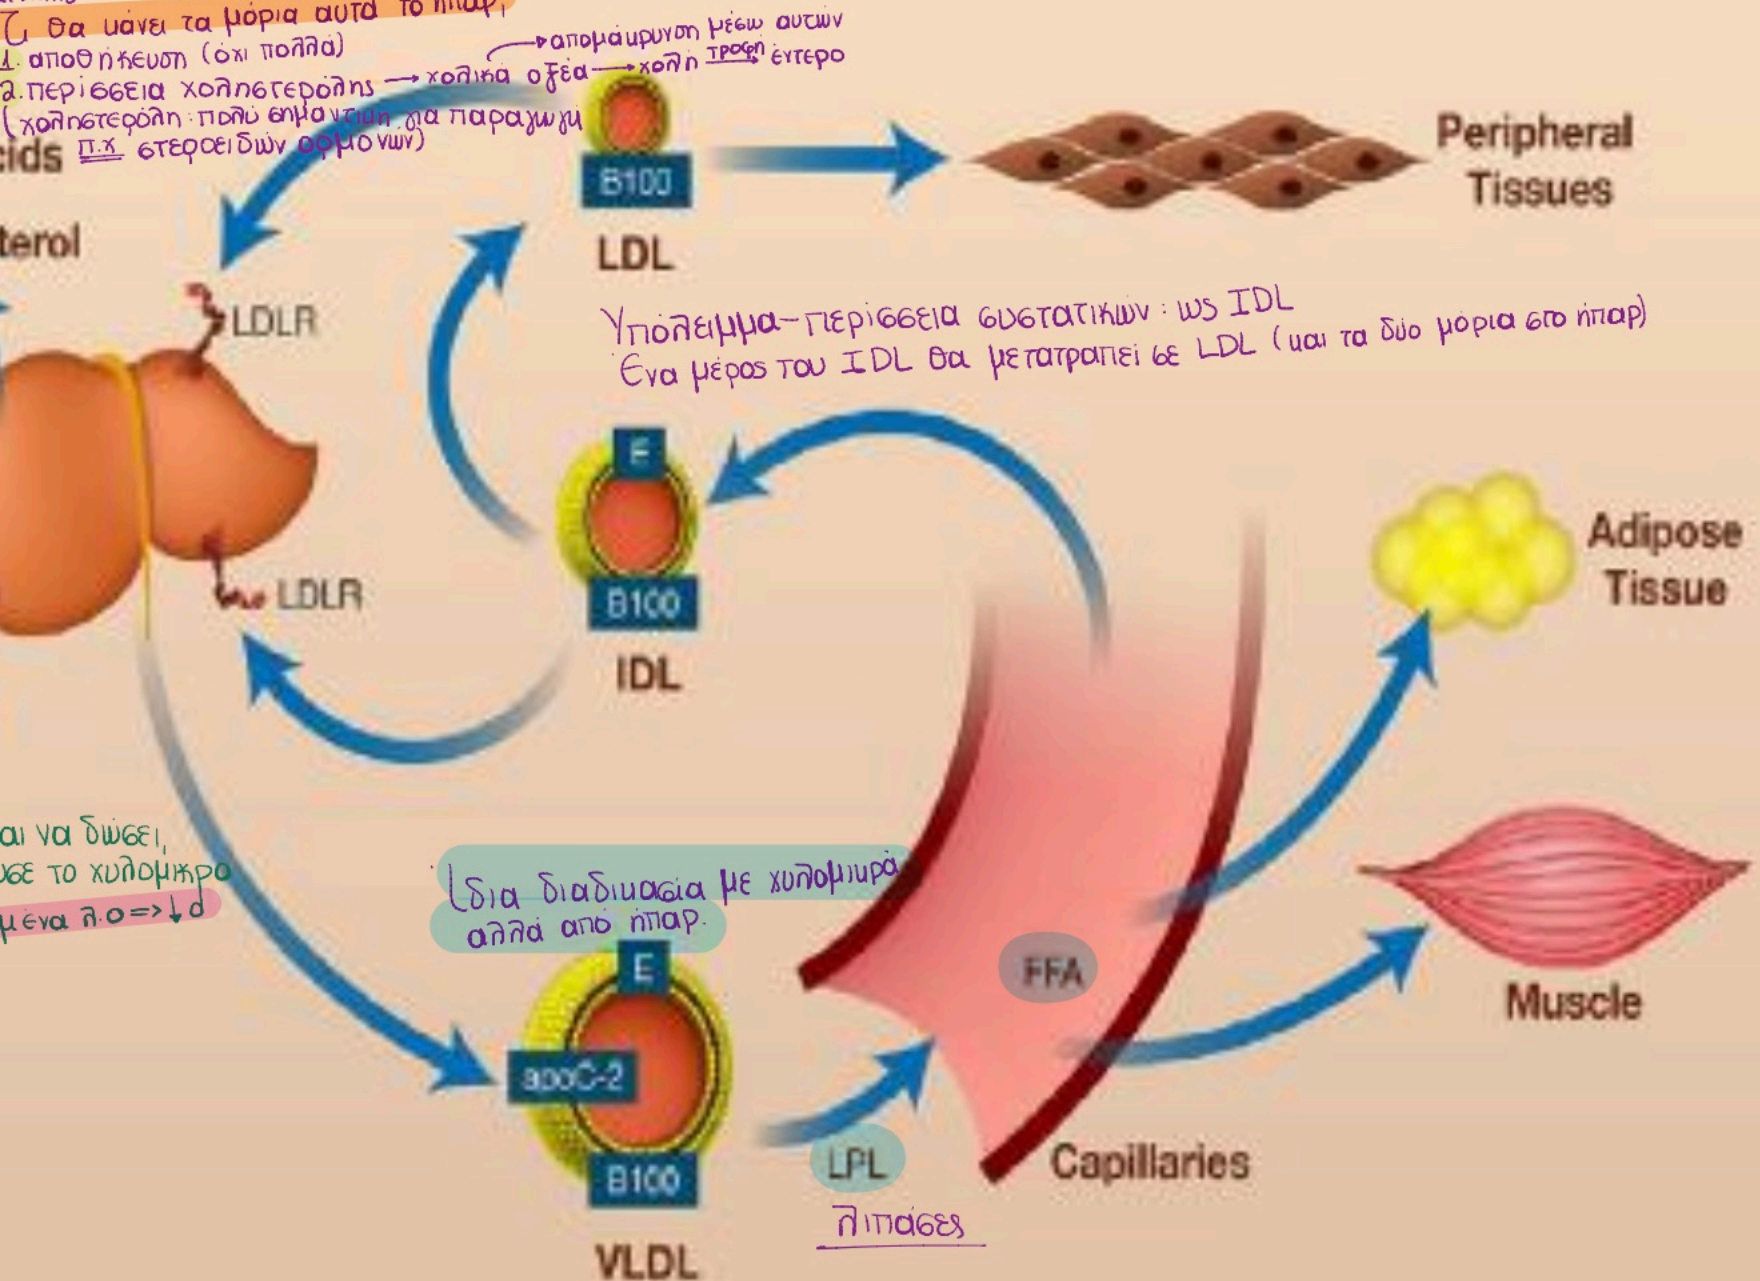 Τι θα κάνει τα μόρια αυτά το ήπαρ;
1. αποθήκευση (όχι πολλά)
→ απομάκρυνση μέσω αυτών
2. περίσσεια χοληστερόλης → χολικά οξέα → χολή τροφή→ έντερο
(χοληστερόλη: πολύ σημαντική για παραγωγή
π.χ στεροειδών ορμονών)
cids
terol
B100
LDL
Peripheral
Tissues
LDLR
Υπόλειμμα-περίσσεια συστατικών: ως IDL
Ένα μέρος του IDL θα μετατραπεί σε LDL (και τα δύο μόρια στο ήπαρ)
E
B100
IDL
LDLR
Adipose
Tissue
αι να δώσει,
υσε το χυλομικρο
μένα λ.ο=>↓d
Ίδια διαδικασία με χυλομικρά
αλλά από ήπαρ.
E
apoC-2
B100
VLDL
FFA
Muscle
LPL
λιπάσες
Capillaries